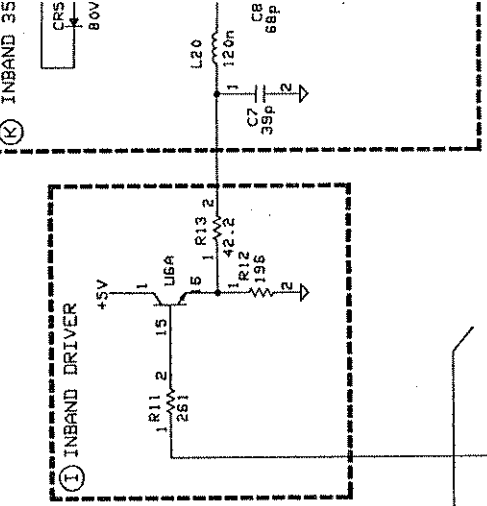 K INBAND 35
CR5
80V
L20
120n
C8
68p
1
C7
39p
2
I INBAND DRIVER
+5V
1
U6A
15
6
1 R11 2
261
1 R13 2
42.2
1 R12
196
2